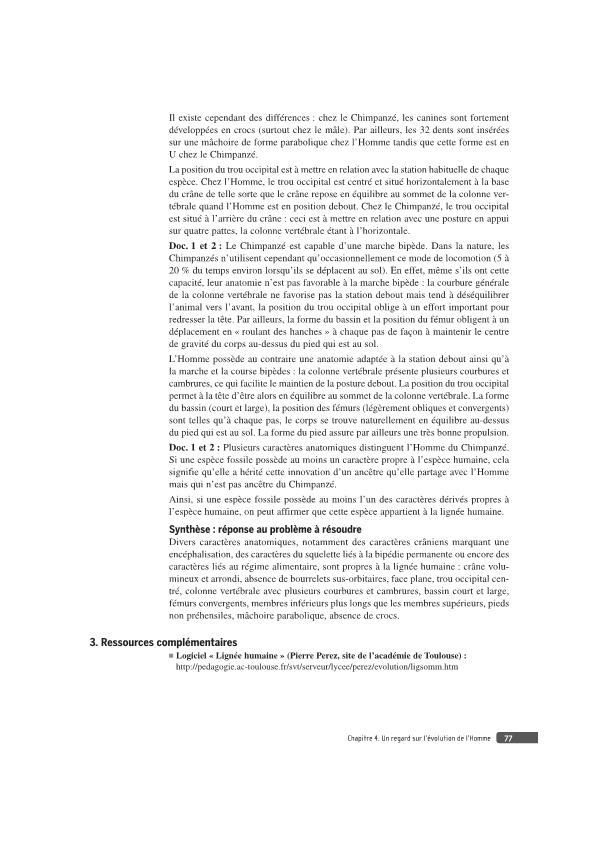 Il existe cependant des différences : chez le Chimpanzé, les canines sont fortement
développées en crocs (surtout chez le mâle). Par ailleurs, les 32 dents sont insérées
sur une mâchoire de forme parabolique chez l'Homme tandis que cette forme est en
U chez le Chimpanzé.
La position du trou occipital est à mettre en relation avec la station habituelle de chaque
espèce. Chez l'Homme, le trou occipital est centré et situé horizontalement à la base
du crâne de telle sorte que le crâne repose en équilibre au sommet de la colonne ver-
tébrale quand l'Homme est en position debout. Chez le Chimpanzé, le trou occipital
est situé à l'arrière du crâne : ceci est à mettre en relation avec une posture en appui
sur quatre pattes, la colonne vertébrale étant à l'horizontale.
Doc. 1 et 2 : Le Chimpanzé est capable d'une marche bipède. Dans la nature, les
Chimpanzés n'utilisent cependant qu'occasionnellement ce mode de locomotion (5 à
20 % du temps environ lorsqu'ils se déplacent au sol). En effet, même s'ils ont cette
capacité, leur anatomie n'est pas favorable à la marche bipède : la courbure générale
de la colonne vertébrale ne favorise pas la station debout mais tend à déséquilibrer
l'animal vers l'avant, la position du trou occipital oblige à un effort important pour
redresser la tête. Par ailleurs, la forme du bassin et la position du fémur obligent à un
déplacement en « roulant des hanches » à chaque pas de façon à maintenir le centre
de gravité du corps au-dessus du pied qui est au sol.
L'Homme possède au contraire une anatomie adaptée à la station debout ainsi qu'à
la marche et la course bipèdes : la colonne vertébrale présente plusieurs courbures et
cambrures, ce qui facilite le maintien de la posture debout. La position du trou occipital
permet à la tête d'être alors en équilibre au sommet de la colonne vertébrale. La forme
du bassin (court et large), la position des fémurs (légèrement obliques et convergents)
sont telles qu'à chaque pas, le corps se trouve naturellement en équilibre au-dessus
du pied qui est au sol. La forme du pied assure par ailleurs une très bonne propulsion.
Doc. 1 et 2 : Plusieurs caractères anatomiques distinguent l'Homme du Chimpanzé.
Si une espèce fossile possède au moins un caractère propre à l'espèce humaine, cela
signifie qu'elle a hérité cette innovation d'un ancêtre qu'elle partage avec l'Homme
mais qui n'est pas ancêtre du Chimpanzé.
Ainsi, si une espèce fossile possède au moins l'un des caractères dérivés propres à
l'espèce humaine, on peut affirmer que cette espèce appartient à la lignée humaine.
Synthèse : réponse au problème à résoudre
Divers caractères anatomiques, notamment des caractères crâniens marquant une
encéphalisation, des caractères du squelette liés à la bipédie permanente ou encore des
caractères liés au régime alimentaire, sont propres à la lignée humaine : crâne volu-
mineux et arrondi, absence de bourrelets sus-orbitaires, face plane, trou occipital cen-
tré, colonne vertébrale avec plusieurs courbures et cambrures, bassin court et large,
fémurs convergents, membres inférieurs plus longs que les membres supérieurs, pieds
non préhensiles, mâchoire parabolique, absence de crocs.
3. Ressources complémentaires
■ Logiciel « Lignée humaine » (Pierre Perez, site de l'académie de Toulouse) :
http://pedagogie.ac-toulouse.fr/svt/serveur/lycee/perez/evolution/ligsomm.htm
Chapitre 4. Un regard sur l'évolution de l'Homme 77